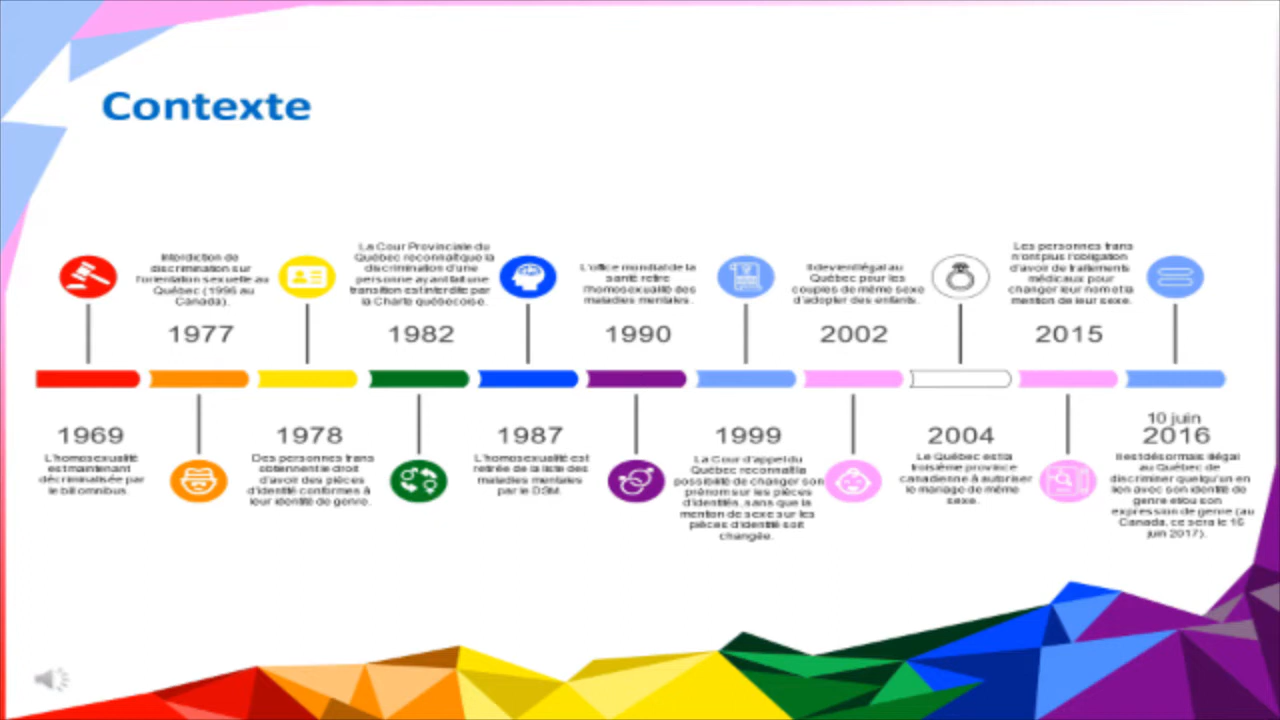 Contexte
L'homosexualité
est maintenant
décriminalisée par
le bill omnibus.
1969
Interdiction de
discrimination sur
l'orientation sexuelle au
Québec (1996 au
Canada).
1977
1978
Des personnes trans
obtiennent le droit
d'avoir des pièces
d'identité conformes à
leur identité de genre.
La Cour Provinciale du
Québec reconnait que la
discrimination d'une
personne ayant fait une
transition est interdite par
la Charte québécoise.
1982
1987
L'homosexualité est
retirée de la liste des
maladies mentales
par le DSM.
L'office mondial de la
santé retire
l'homosexualité des
maladies mentales.
1990
1999
La Cour d'appel du
Québec reconnait la
possibilité de changer son
prénom sur les pièces
d'identités, sans que la
mention de sexe sur les
pièces d'identité soit
changée.
Il devient légal au
Québec pour les
couples de même sexe
d'adopter des enfants.
2002
2004
Le Québec est la
troisième province
canadienne à autoriser
le mariage de même
sexe.
Les personnes trans
n'ont plus l'obligation
d'avoir de traitements
médicaux pour
changer leur nom et la
mention de leur sexe.
2015
10 juin
2016
Il est désormais illégal
au Québec de
discriminer quelqu'un en
lien avec son identité de
genre et/ou son
expression de genre (au
Canada, ce sera le 16
juin 2017).